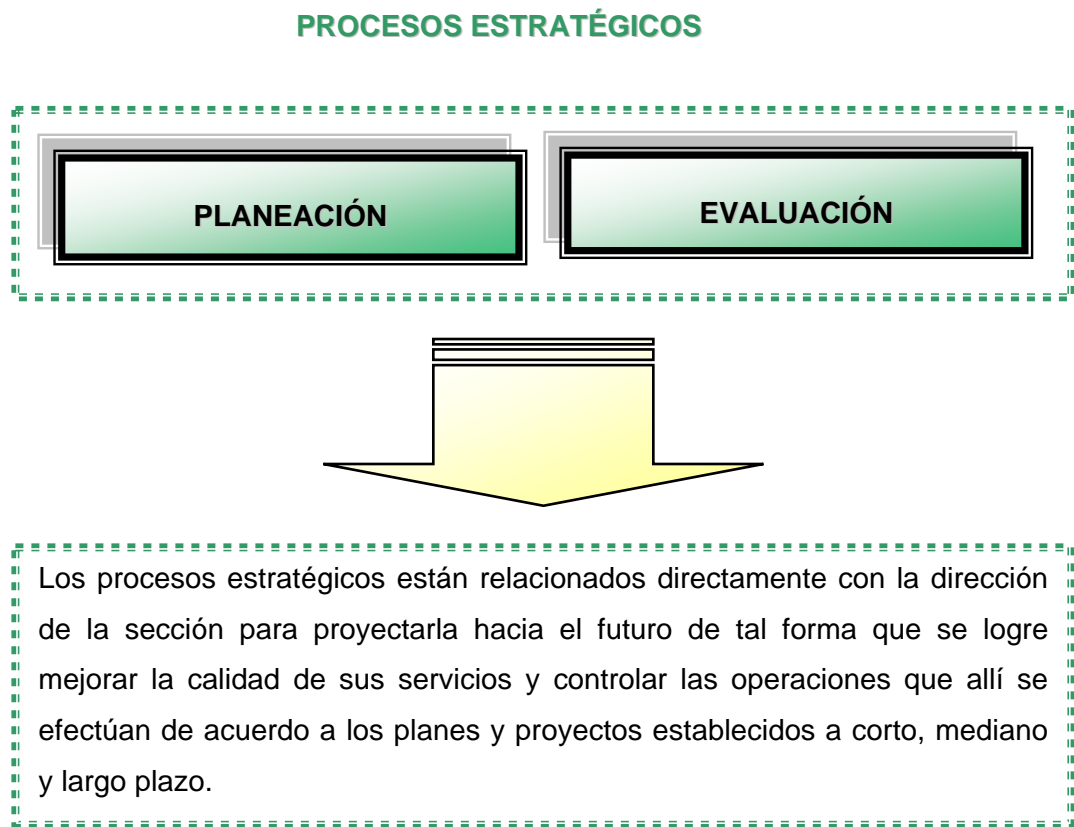 PROCESOS ESTRATÉGICOS
PLANEACIÓN
EVALUACIÓN
Los procesos estratégicos están relacionados directamente con la dirección
de la sección para proyectarla hacia el futuro de tal forma que se logre
mejorar la calidad de sus servicios y controlar las operaciones que allí se
efectúan de acuerdo a los planes y proyectos establecidos a corto, mediano
y largo plazo.